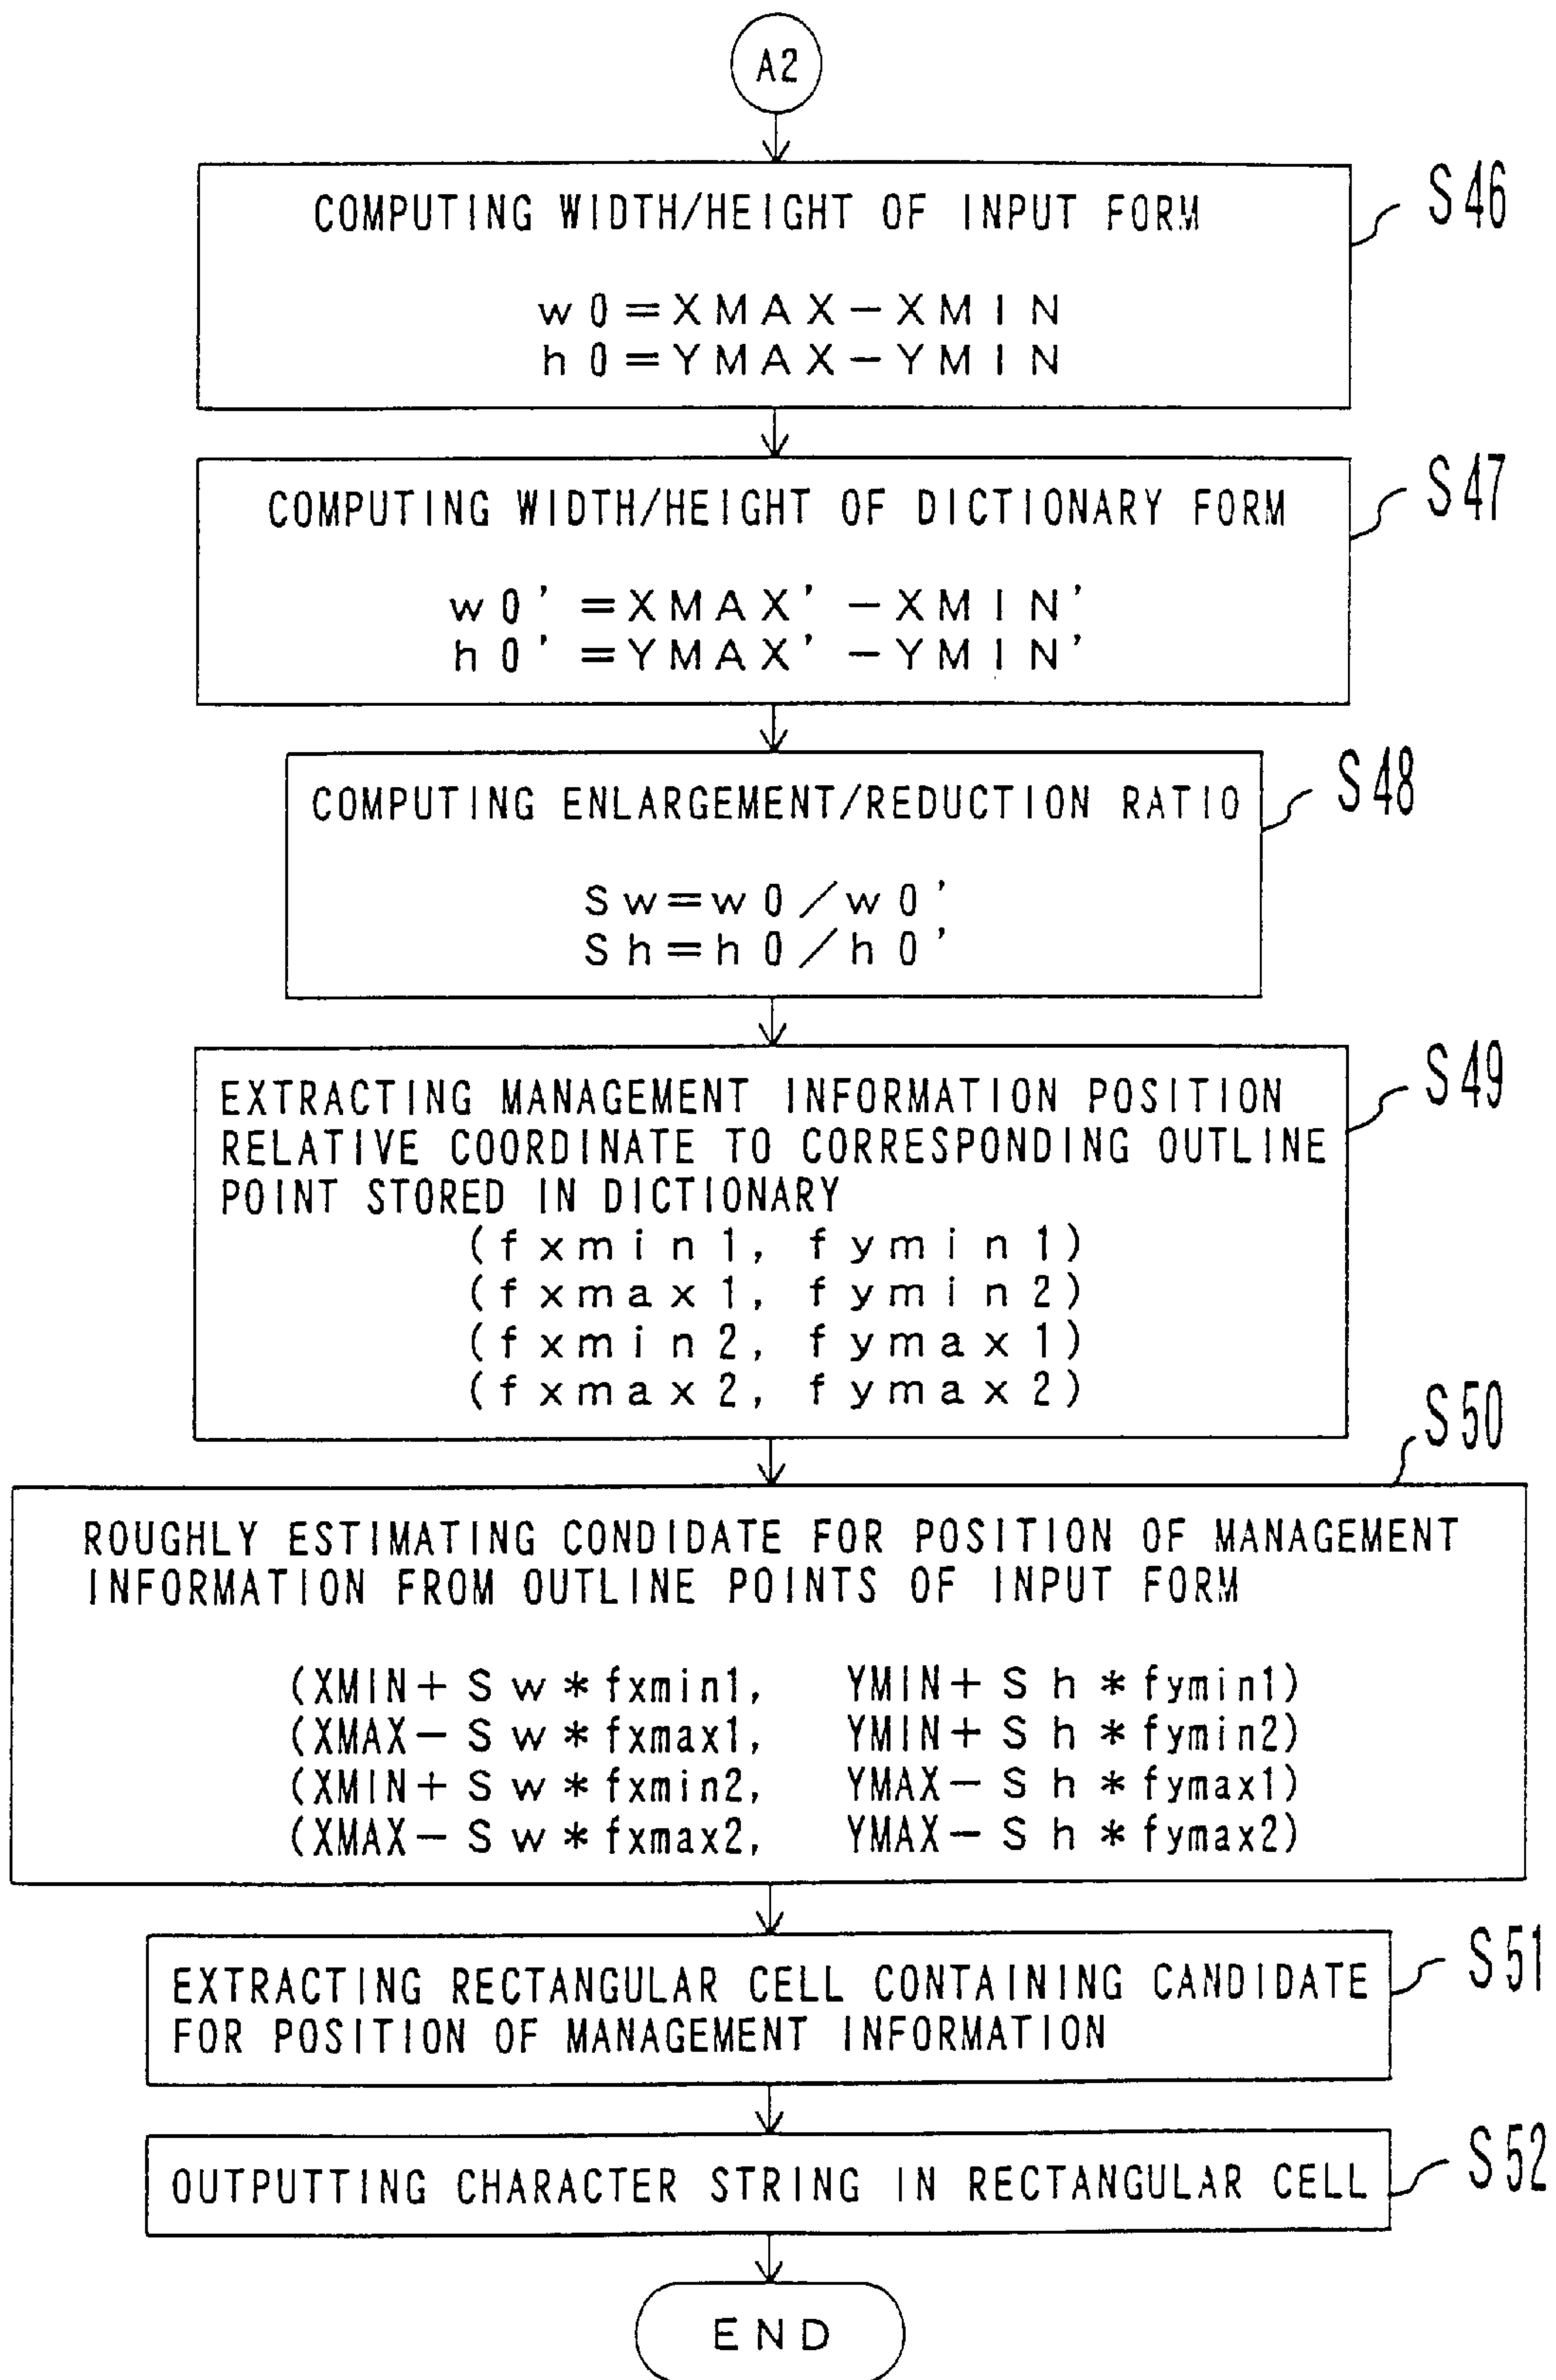 A2
S46
COMPUTING WIDTH/HEIGHT OF INPUT FORM
w0=XMAX-XMIN
h0=YMAX-YMIN
S47
COMPUTING WIDTH/HEIGHT OF DICTIONARY FORM
w0'=XMAX'-XMIN'
h0'=YMAX'-YMIN'
S48
COMPUTING ENLARGEMENT/REDUCTION RATIO
Sw=w0/w0'
Sh=h0/h0'
S49
EXTRACTING MANAGEMENT INFORMATION POSITION
RELATIVE COORDINATE TO CORRESPONDING OUTLINE
POINT STORED IN DICTIONARY
(fxmin1, fymin1)
(fxmax1, fymin2)
(fxmin2, fymax1)
(fxmax2, fymax2)
S50
ROUGHLY ESTIMATING CONDIDATE FOR POSITION OF MANAGEMENT
INFORMATION FROM OUTLINE POINTS OF INPUT FORM
(XMIN+Sw*fxmin1, YMIN+Sh*fymin1)
(XMAX-Sw*fxmax1, YMIN+Sh*fymin2)
(XMIN+Sw*fxmin2, YMAX-Sh*fymax1)
(XMAX-Sw*fxmax2, YMAX-Sh*fymax2)
S51
EXTRACTING RECTANGULAR CELL CONTAINING CANDIDATE
FOR POSITION OF MANAGEMENT INFORMATION
S52
OUTPUTTING CHARACTER STRING IN RECTANGULAR CELL
END